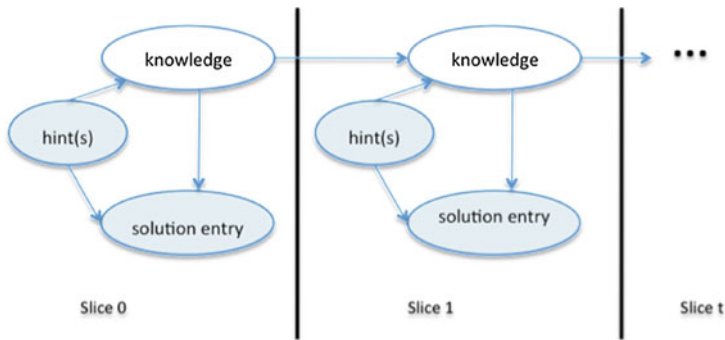 knowledge
knowledge
...
hint(s)
hint(s)
solution entry
solution entry
Slice 0
Slice 1
Slice t